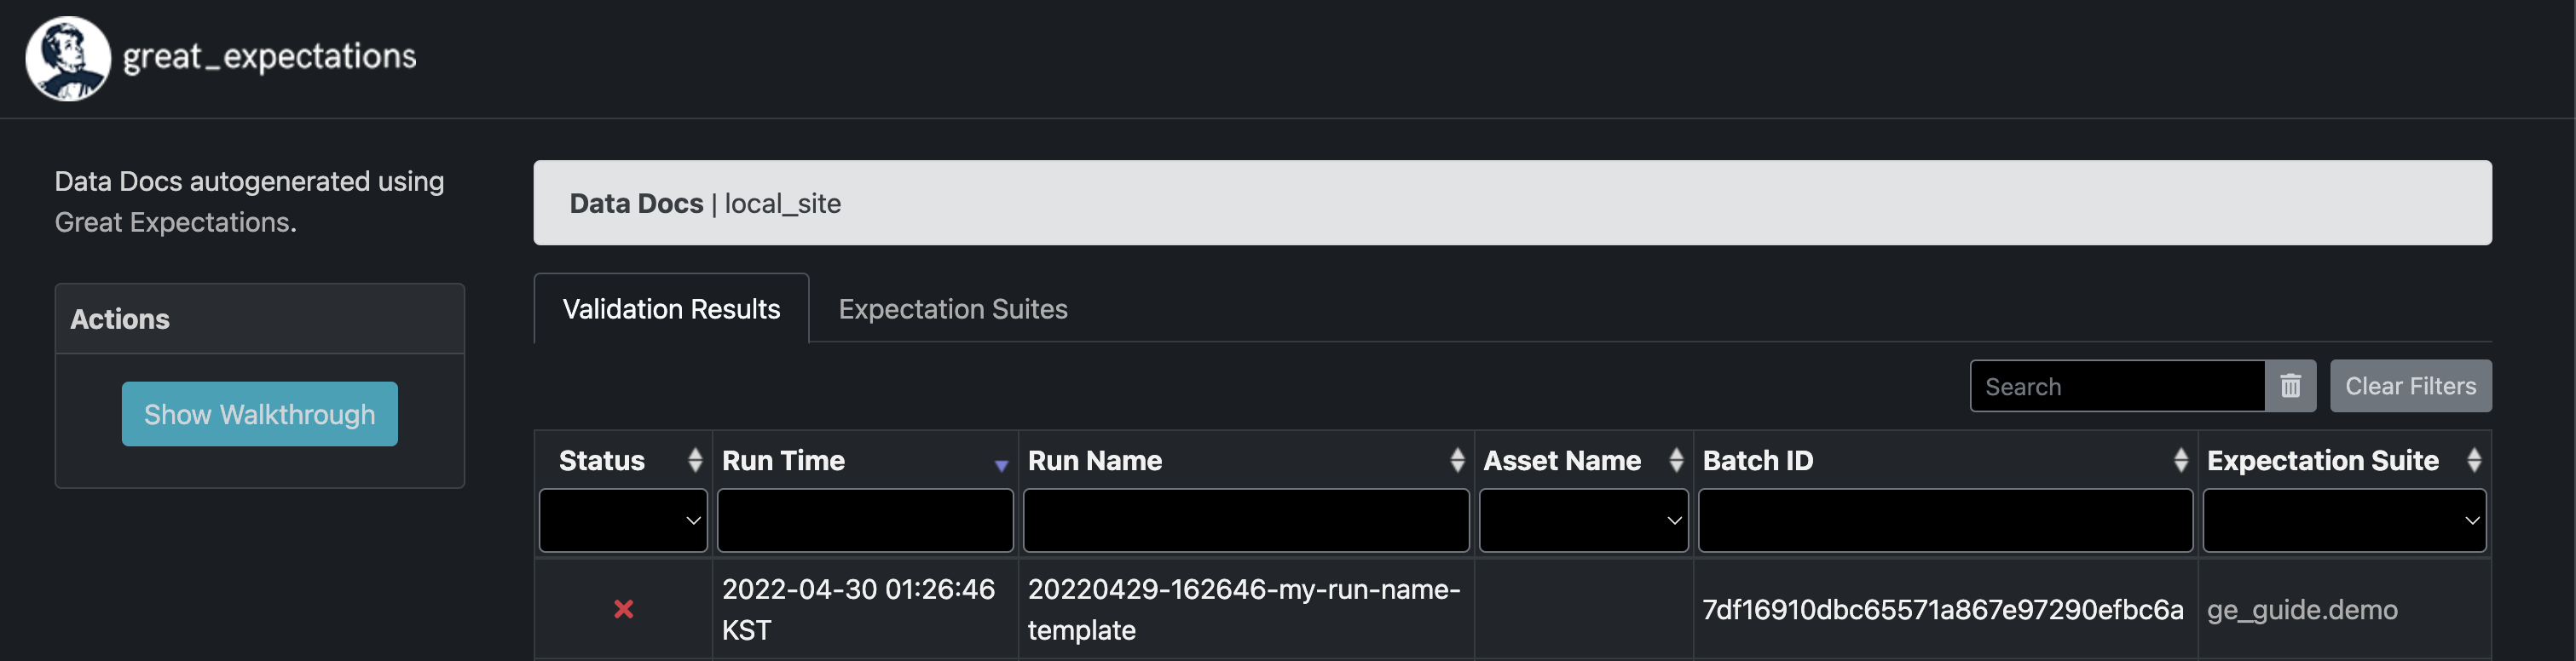 great_expectations
Data Docs autogenerated using
Great Expectations.
Actions
Show Walkthrough
Data Docs | local_site
Validation Results
Expectation Suites
Search
Clear Filters
Status
Run Time
Run Name
Asset Name
Batch ID
Expectation Suite
2022-04-30 01:26:46
KST
20220429-162646-my-run-name-
template
7df16910dbc65571a867e97290efbc6a
ge_guide.demo